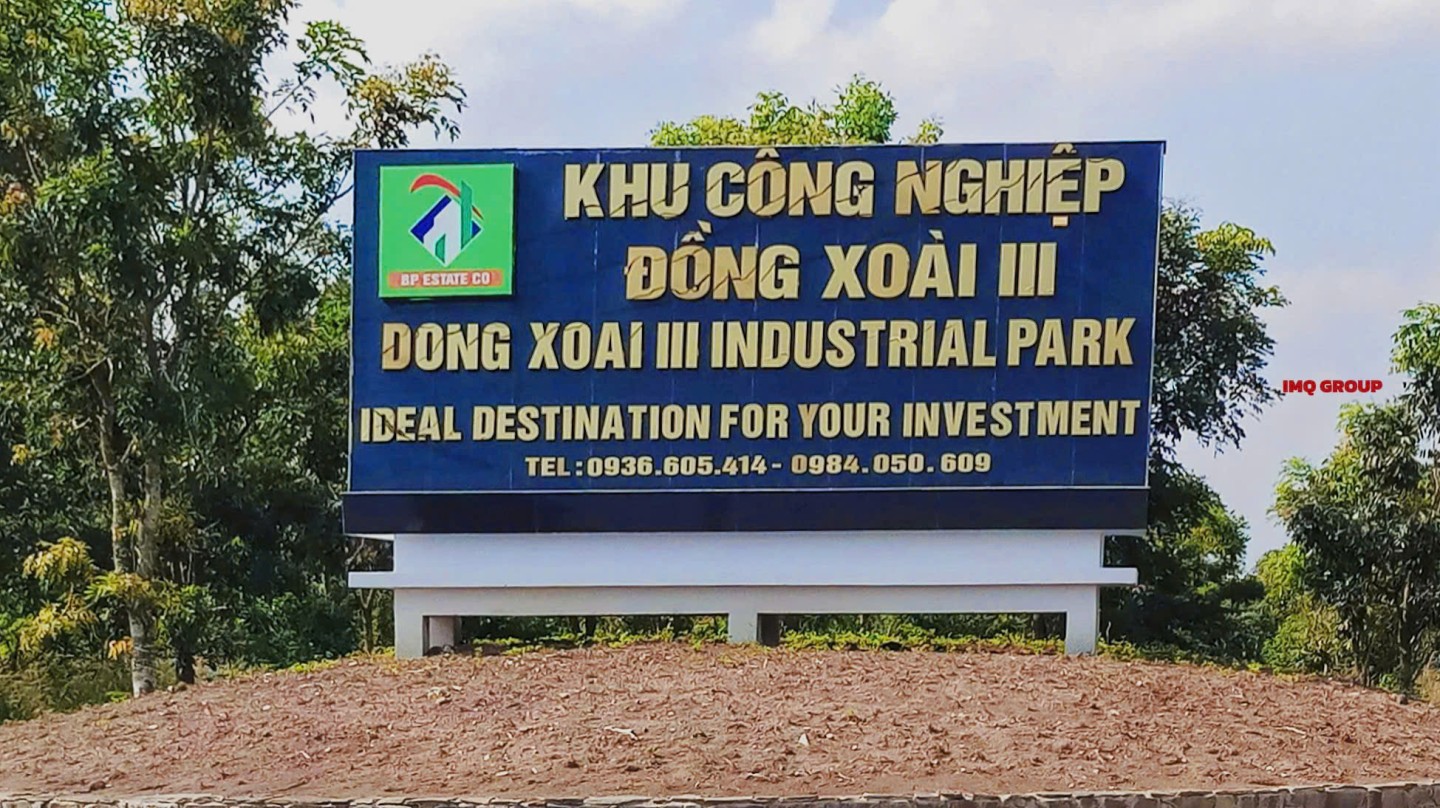 BP ESTATE CO
KHU CÔNG NGHIỆP
ĐỒNG XOÀI III
DONG XOAI III INDUSTRIAL PARK
IDEAL DESTINATION FOR YOUR INVESTMENT
TEL: 0936.605.414 - 0984.050.609
IMQ GROUP